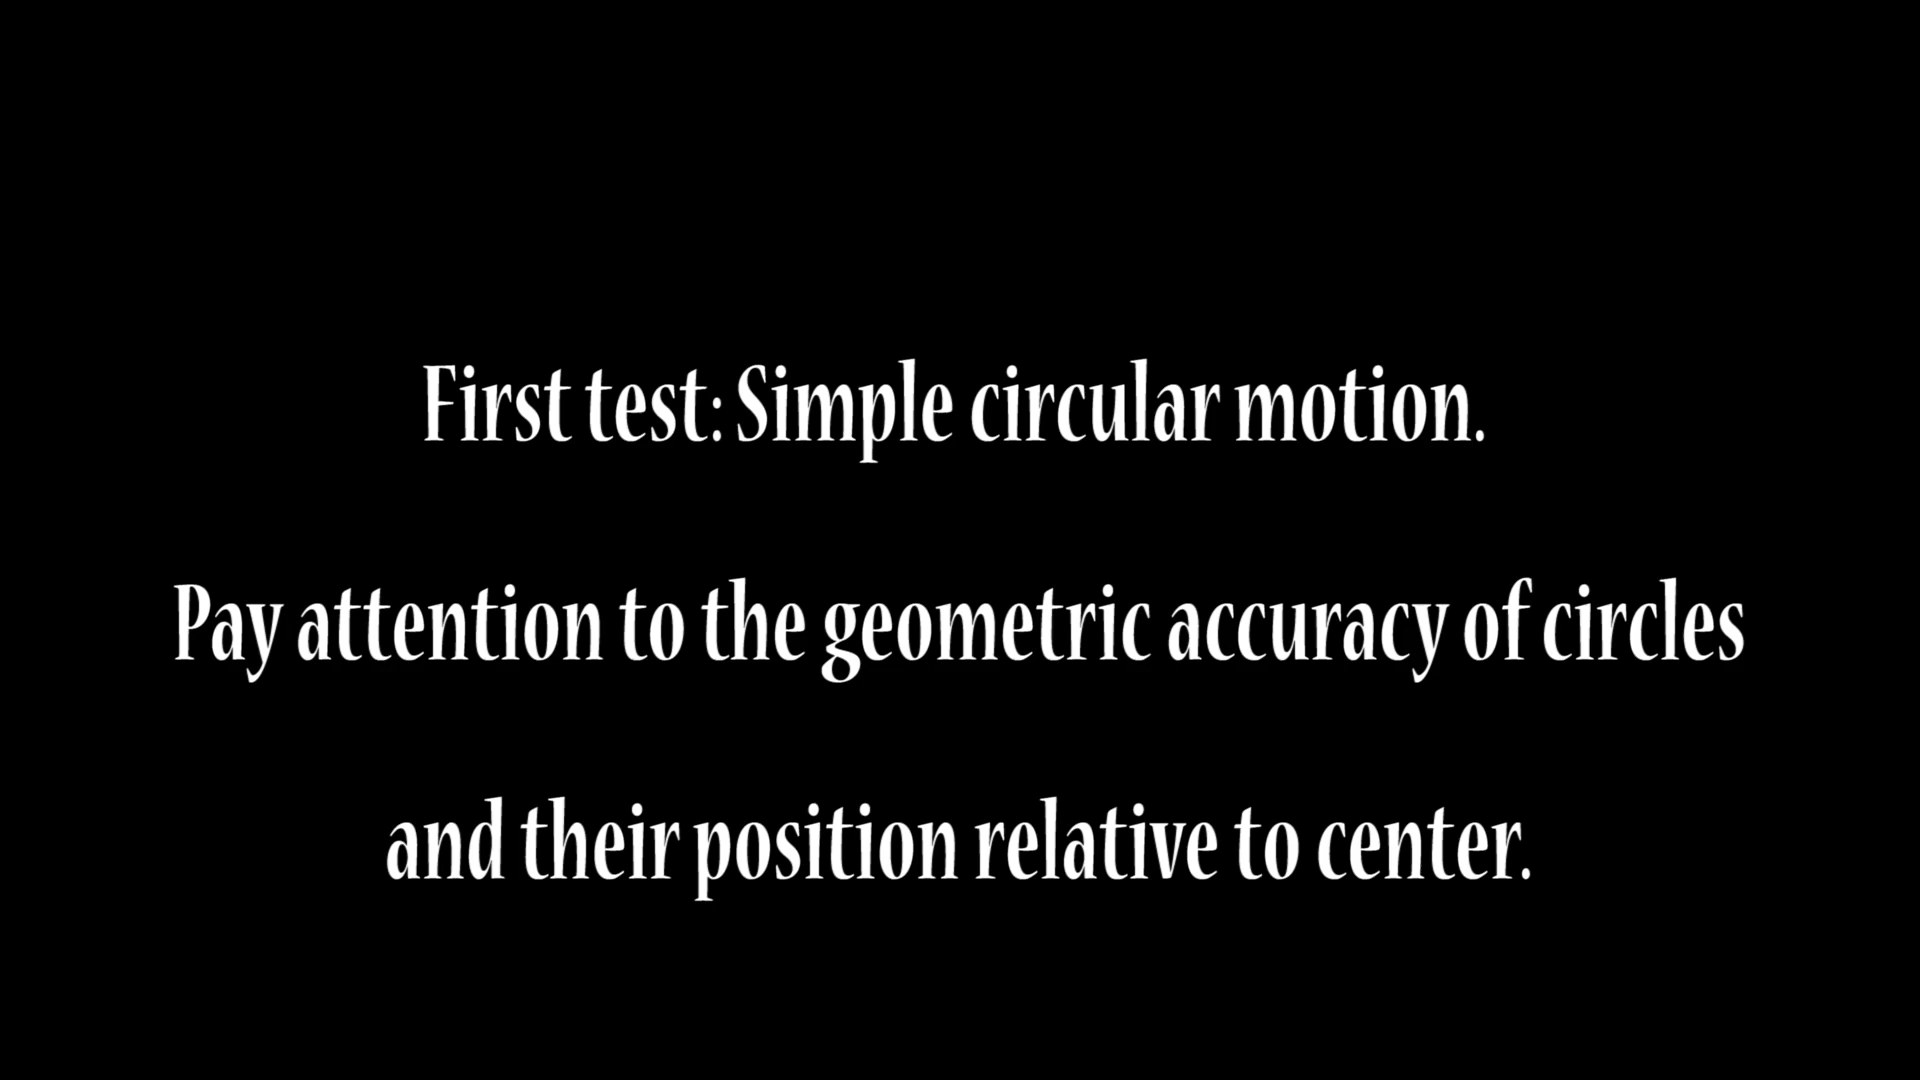 First test: Simple circular motion.
Pay attention to the geometric accuracy of circles
and their position relative to center.